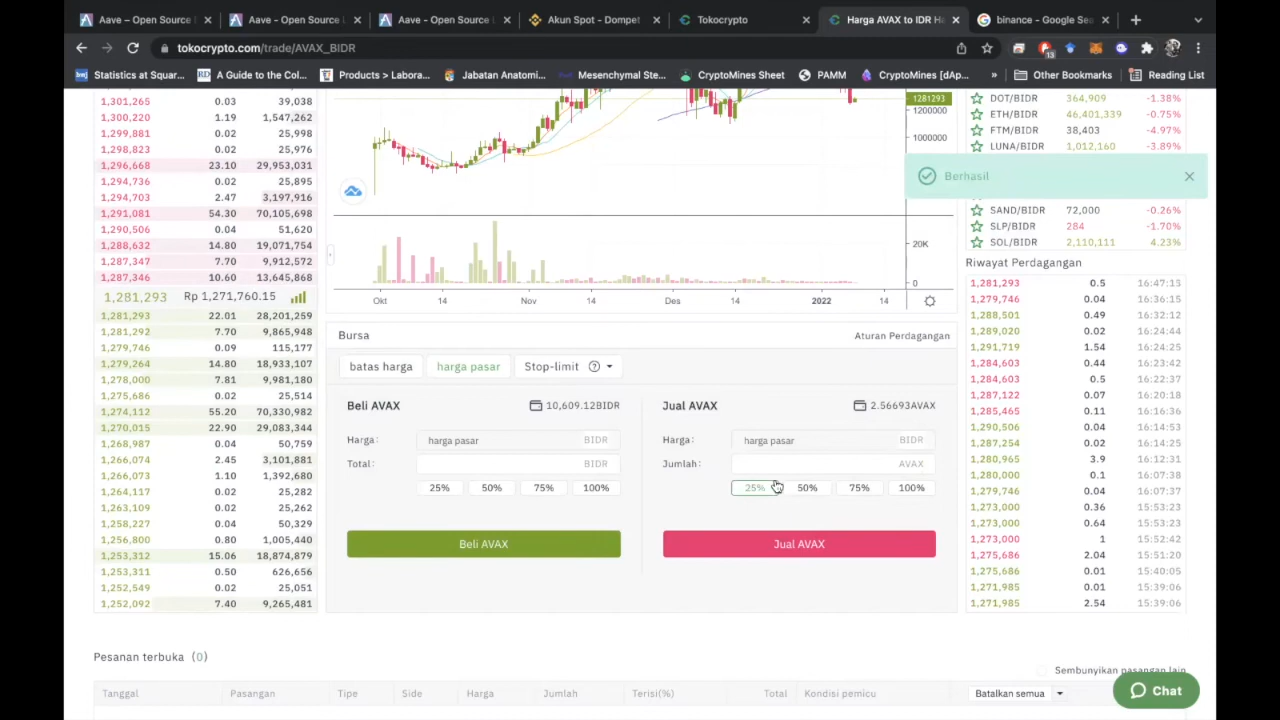 Aave – Open Source
Aave - Open Source
Aave - Open Source
Akun Spot - Dompet
Tokocrypto
Harga AVAX to IDR Ha
binance - Google Sea
tokocrypto.com/trade/AVAX_BIDR
13
Statistics at Squar...
A Guide to the Col...
Products > Labora...
Jabatan Anatomi...
Mesenchymal Ste...
CryptoMines Sheet
PAMM
CryptoMines [dAp...
»
Other Bookmarks
Reading List
1,301,265 0.03 39,038
1,300,220 1.19 1,547,262
1,299,881 0.02 25,998
1,298,823 0.02 25,976
1,296,668 23.10 29,953,031
1,294,736 0.02 25,895
1,294,703 2.47 3,197,916
1,291,081 54.30 70,105,698
1,290,506 0.04 51,620
1,288,632 14.80 19,071,754
1,287,347 7.70 9,912,572
1,287,346 10.60 13,645,868
1,281,293 Rp 1,271,760.15
1,281,293 22.01 28,201,259
1,281,292 7.70 9,865,948
1,279,746 0.09 115,177
1,279,264 14.80 18,933,107
1,278,000 7.81 9,981,180
1,275,686 0.02 25,514
1,274,112 55.20 70,330,982
1,270,015 22.90 29,083,344
1,268,987 0.04 50,759
1,266,074 2.45 3,101,881
1,266,073 1.10 1,392,680
1,264,117 0.02 25,282
1,263,109 0.02 25,262
1,258,227 0.04 50,329
1,256,800 0.80 1,005,440
1,253,312 15.06 18,874,879
1,253,311 0.50 626,656
1,252,549 0.02 25,051
1,252,092 7.40 9,265,481
1281293
1200000
1000000
20K
0
Okt 14 Nov 14 Des 14 2022 14
Bursa
Aturan Perdagangan
batas harga
harga pasar
Stop-limit
Beli AVAX
10,609.12BIDR
Harga: harga pasar BIDR
Total: BIDR
25% 50% 75% 100%
Beli AVAX
Jual AVAX
2.56693AVAX
Harga: harga pasar BIDR
Jumlah: AVAX
25% 50% 75% 100%
Jual AVAX
DOT/BIDR 364,909 -1.38%
ETH/BIDR 46,401,339 -0.75%
FTM/BIDR 38,403 -4.97%
LUNA/BIDR 1,012,160 -3.89%
Berhasil
SAND/BIDR 72,000 -0.26%
SLP/BIDR 284 -1.70%
SOL/BIDR 2,110,111 4.23%
Riwayat Perdagangan
1,281,293 0.5 16:47:15
1,279,746 0.04 16:36:15
1,288,501 0.49 16:32:12
1,289,020 0.02 16:24:44
1,291,719 1.54 16:24:25
1,284,603 0.44 16:23:42
1,284,603 0.5 16:22:37
1,287,122 0.07 16:20:18
1,285,465 0.11 16:16:36
1,290,506 0.04 16:14:53
1,287,254 0.02 16:14:25
1,280,965 3.9 16:12:31
1,280,000 0.1 16:07:38
1,279,746 0.04 16:07:37
1,273,000 0.36 15:53:23
1,273,000 0.64 15:53:23
1,273,000 1 15:52:42
1,275,686 2.04 15:51:20
1,275,686 0.01 15:40:05
1,271,985 0.01 15:39:06
1,271,985 2.54 15:39:06
Pesanan terbuka (0)
Sembunyikan pasangan lain
Tanggal Pasangan Tipe Side Harga Jumlah Terisi(%) Total Kondisi pemicu Batalkan semua
Chat